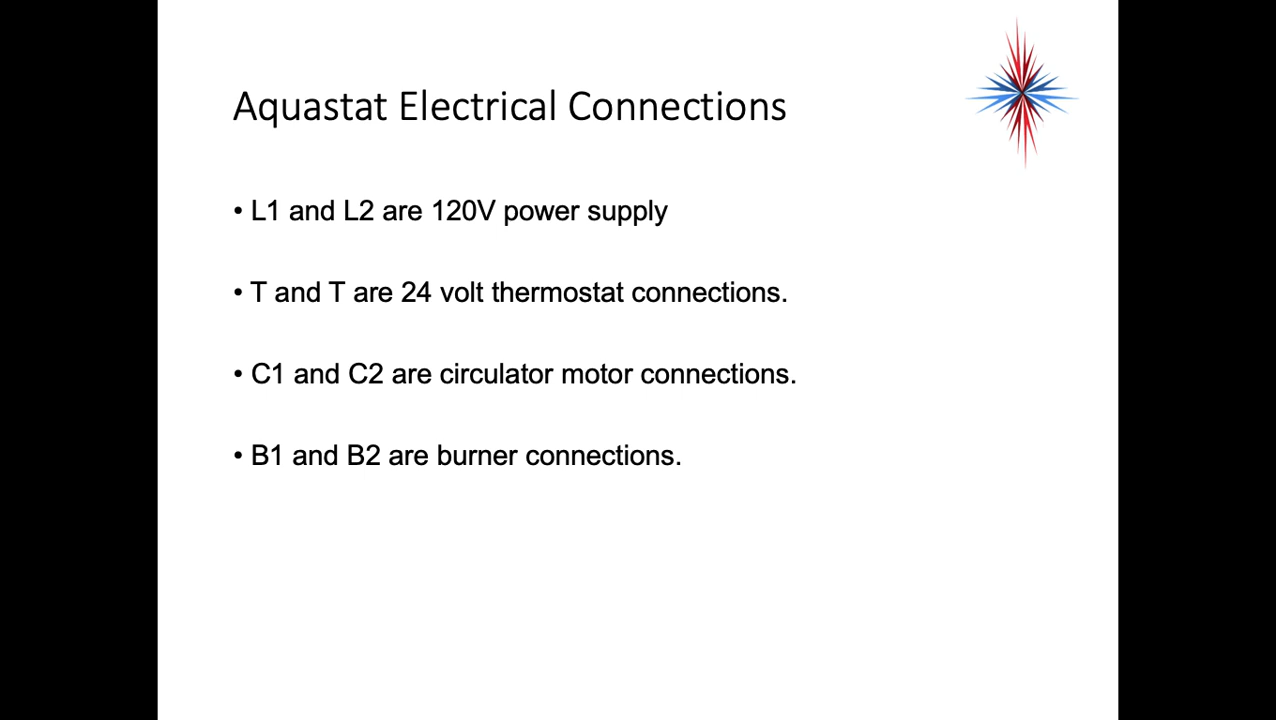 Aquastat Electrical Connections
• L1 and L2 are 120V power supply
• T and T are 24 volt thermostat connections.
• C1 and C2 are circulator motor connections.
• B1 and B2 are burner connections.